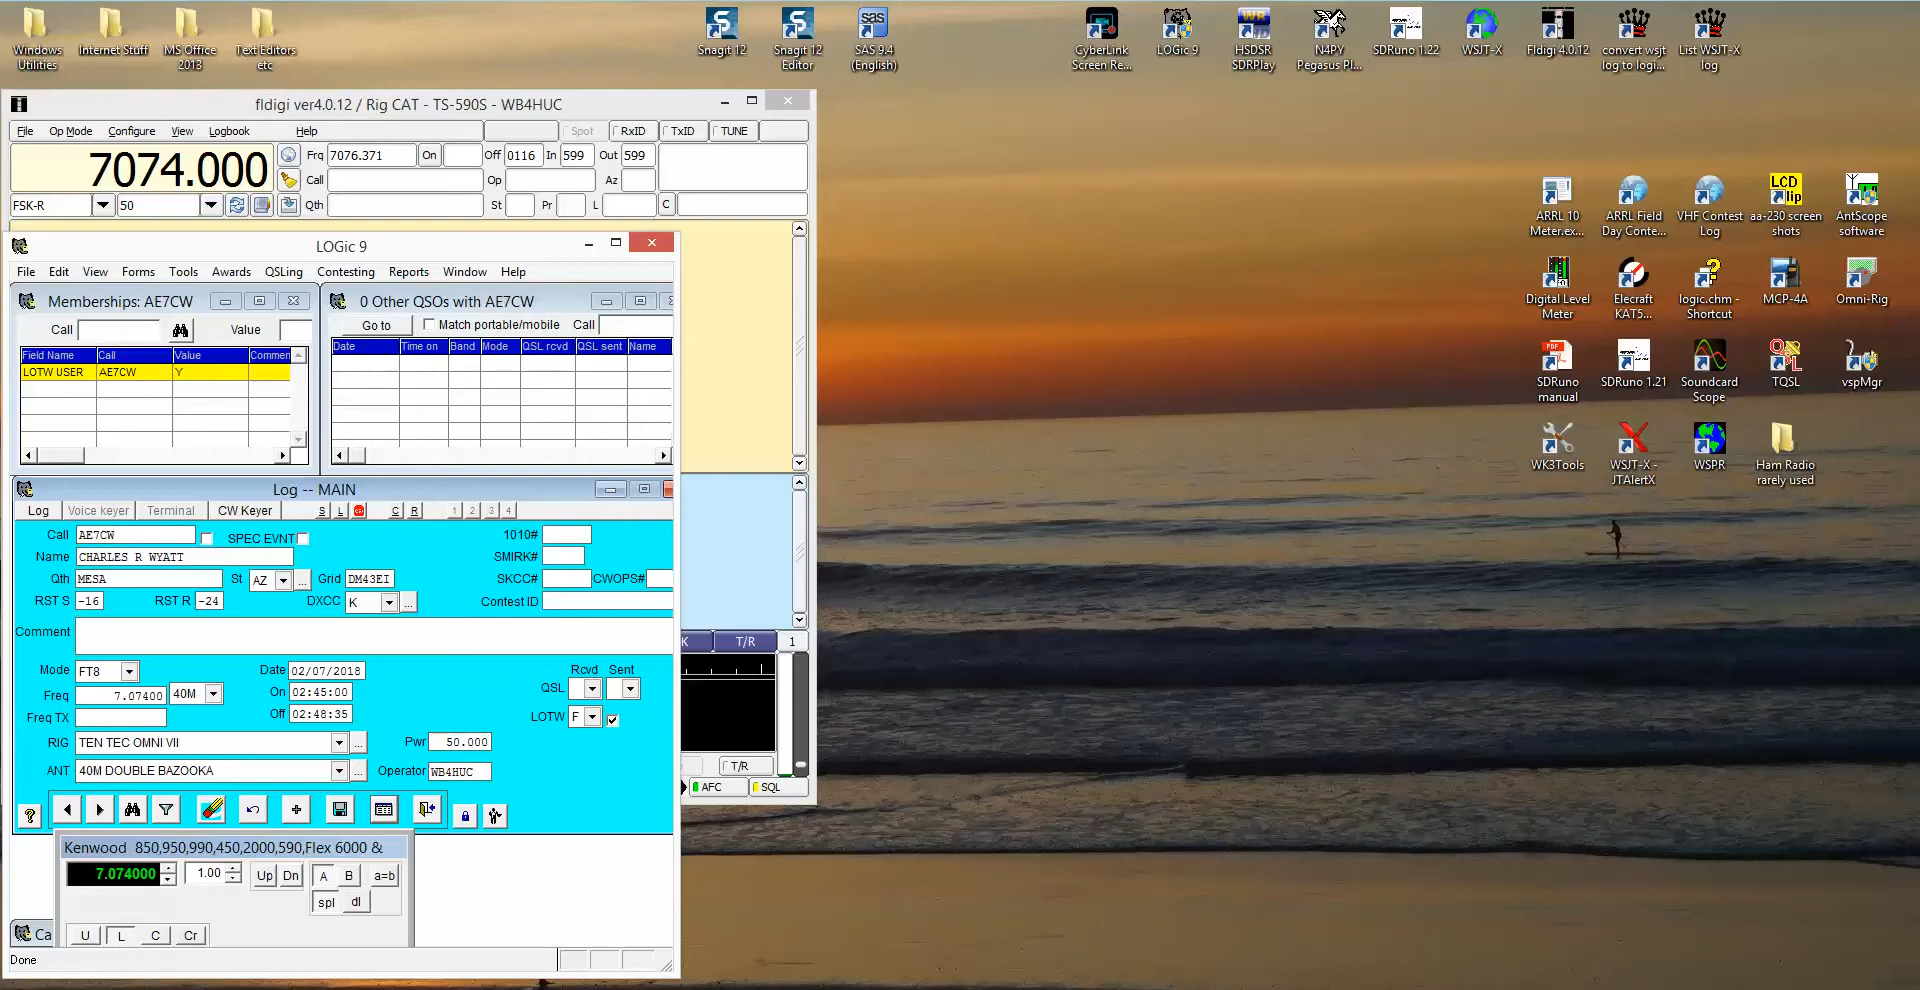 Windows Utilities
Internet Stuff
MS Office 2013
Text Editors etc
Snagit 12
Snagit 12 Editor
SAS 9.4 (English)
CyberLink Screen Re...
LOGic 9
HSDSR SDRPlay
N4PY Pegasus Pl...
SDRuno 1.22
WSJT-X
Fldigi 4.0.12
convert wsjt log to logi...
List WSJT-X log
fldigi ver4.0.12 / Rig CAT - TS-590S - WB4HUC
File Op Mode Configure View Logbook Help Spot RxID TxID TUNE
7074.000
Frq 7076.371 On Off 0116 In 599 Out 599
Call Op Az
FSK-R 50 Qth St Pr L C
LOGic 9
File Edit View Forms Tools Awards QSLing Contesting Reports Window Help
Memberships: AE7CW
Call Value
Field Name Call Value Commen
LOTW USER AE7CW Y
0 Other QSOs with AE7CW
Go to Match portable/mobile Call
Date Time on Band Mode QSL rcvd QSL sent Name
Log -- MAIN
Log Voice keyer Terminal CW Keyer S L C R 1 2 3 4
Call AE7CW SPEC EVNT 1010#
Name CHARLES R WYATT SMIRK#
Qth MESA St AZ ... Grid DM43EI SKCC# CWOPS#
RST S -16 RST R -24 DXCC K ... Contest ID
Comment
Mode FT8 Date 02/07/2018 Rcvd Sent
Freq 7.07400 40M On 02:45:00 QSL
Freq TX Off 02:48:35 LOTW F
RIG TEN TEC OMNI VII ... Pwr 50.000
ANT 40M DOUBLE BAZOOKA ... Operator WB4HUC
K T/R 1
T/R
AFC SQL
Kenwood 850,950,990,450,2000,590,Flex 6000 &
7.074000 1.00 Up Dn A B a=b
spl dl
Ca U L C Cr
Done
ARRL 10 Meter.ex...
ARRL Field Day Conte...
VHF Contest Log
LCD
lip
aa-230 screen shots
AntScope software
Digital Level Meter
Elecraft KAT5...
logic.chm - Shortcut
MCP-4A
Omni-Rig
PDF
SDRuno manual
SDRuno 1.21
Soundcard Scope
TQSL
vspMgr
WK3Tools
WSJT-X - JTAlertX
WSPR
Ham Radio rarely used